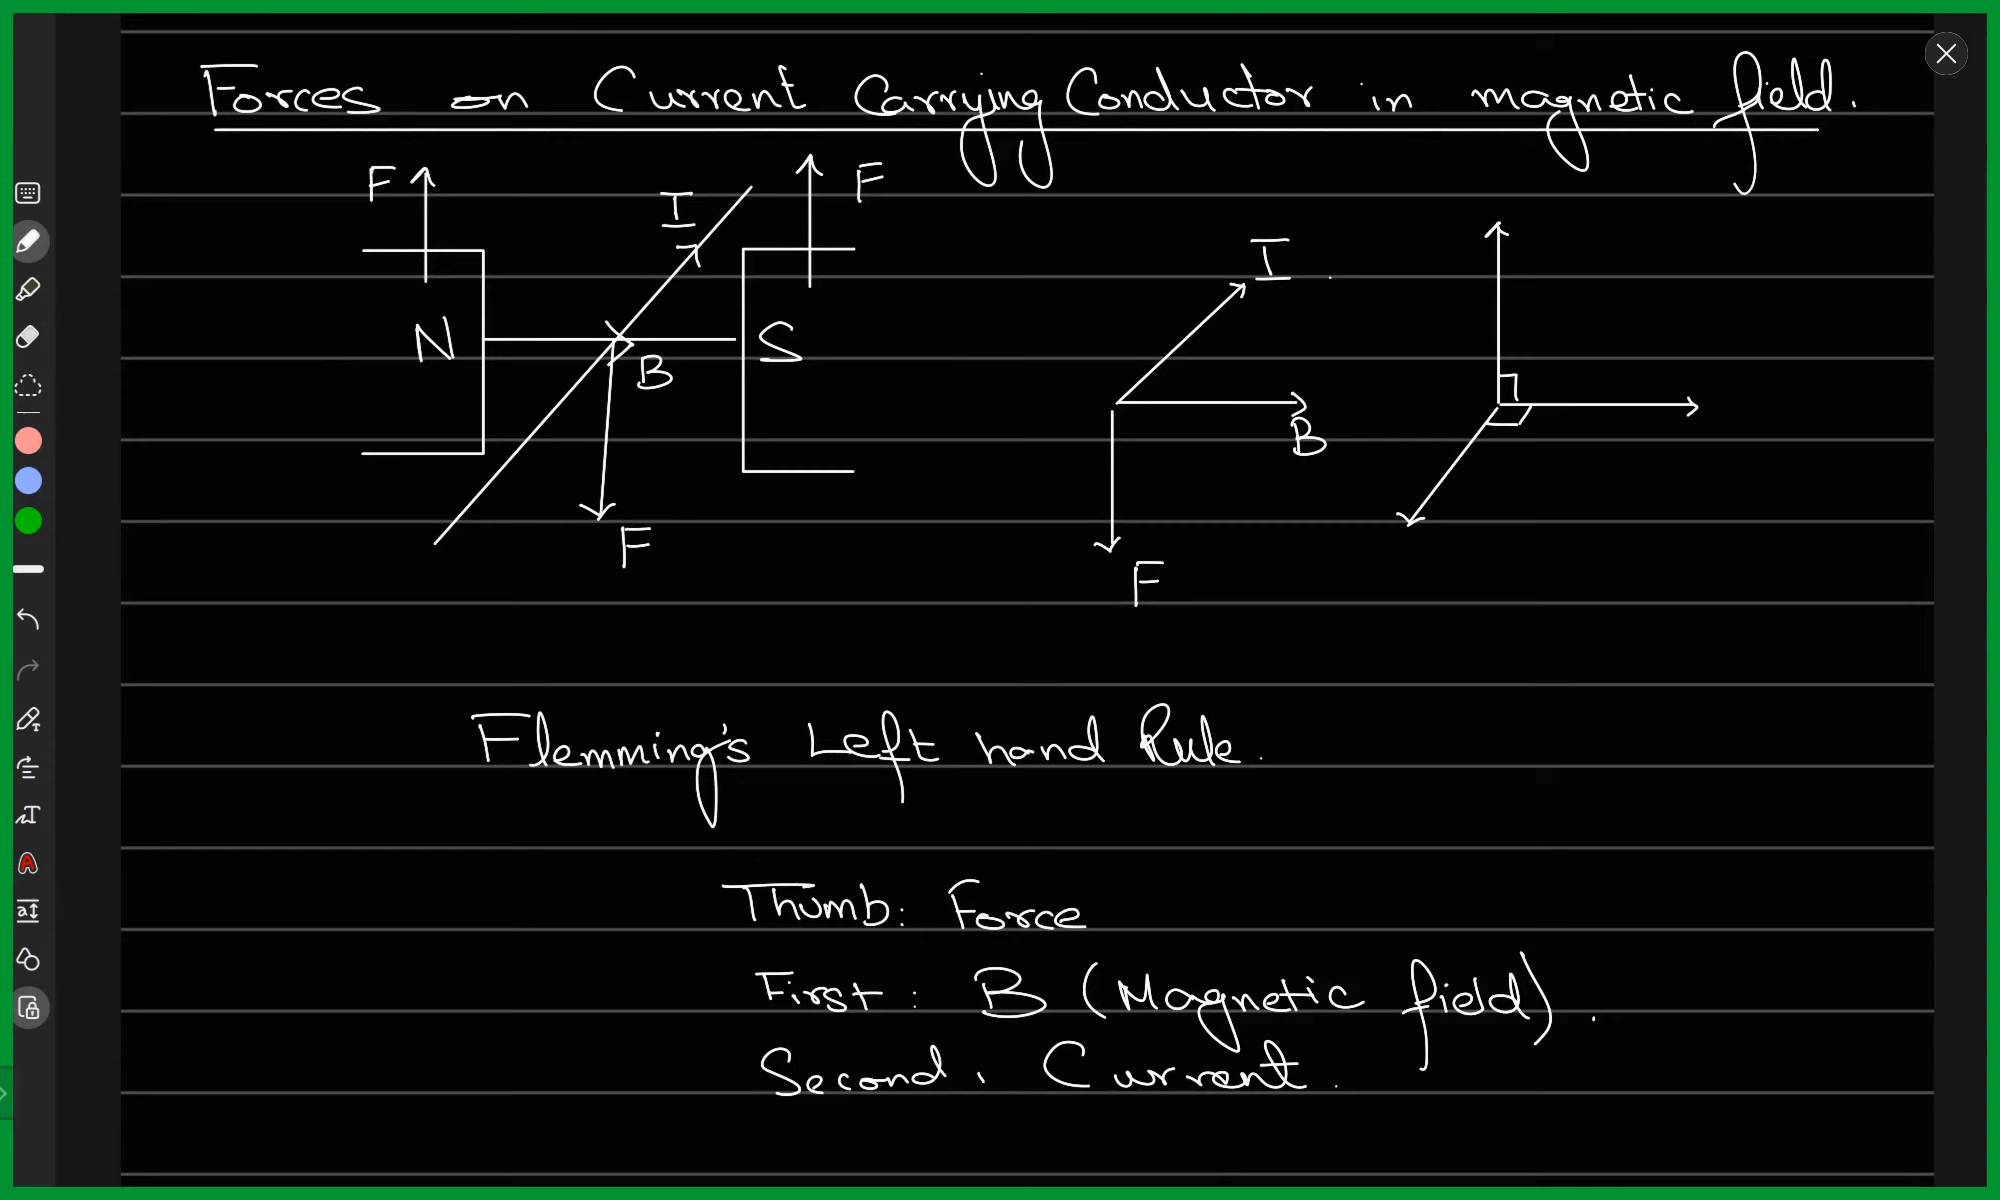 Forces on Current Carrying Conductor in magnetic field.
F I F
N B S
F
I
B
F
Flemming's Left hand Rule.
Thumb: Force
First: B (Magnetic field).
Second, Current.